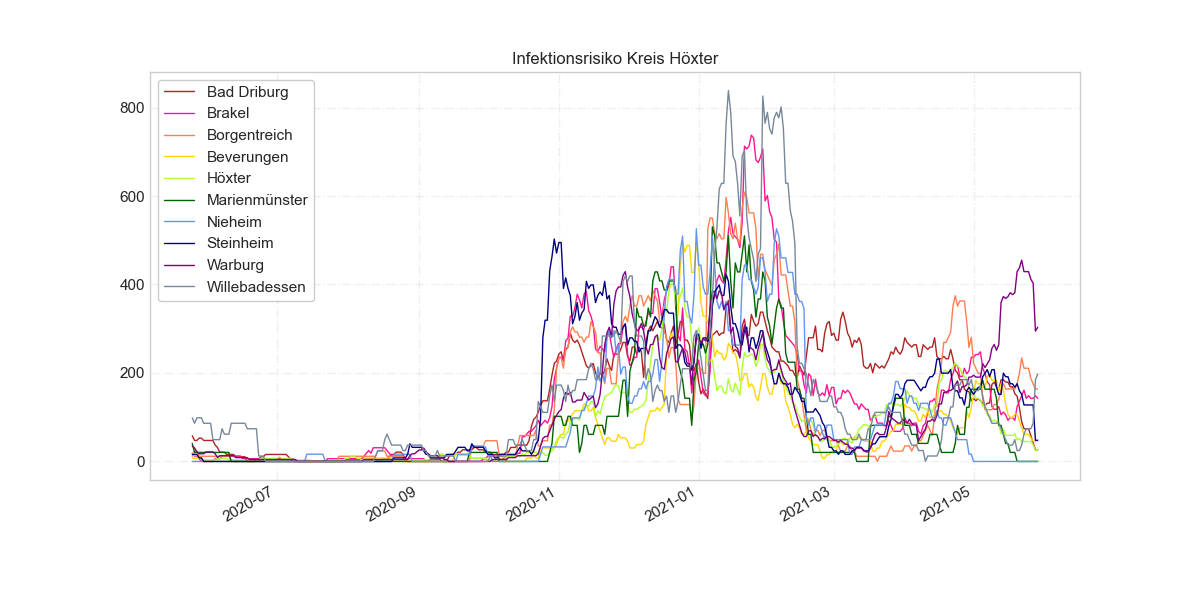 Infektionsrisiko Kreis Höxter
800
600
400
200
0
Bad Driburg
Brakel
Borgentreich
Beverungen
Höxter
Marienmünster
Nieheim
Steinheim
Warburg
Willebadessen
2020-07
2020-09
2020-11
2021-01
2021-03
2021-05